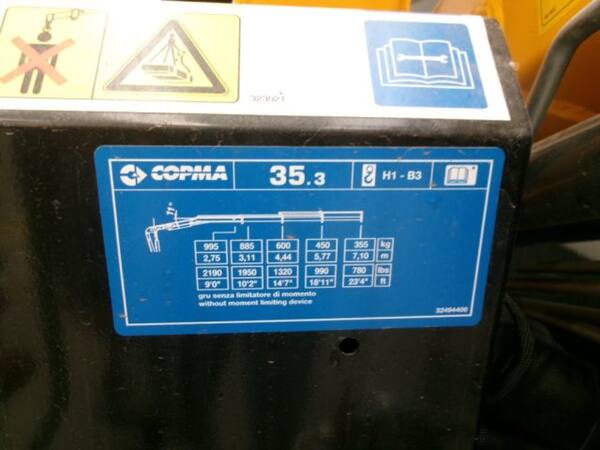 323021
COPMA 35.3 H1 - B3
995 885 600 450 355 kg
2,75 3,11 4,44 5,77 7,10 m
2190 1950 1320 990 780 lbs
9'0" 10'2" 14'7" 18'11" 23'4" ft
gru senza limitatore di momento
without moment limiting device
32494400